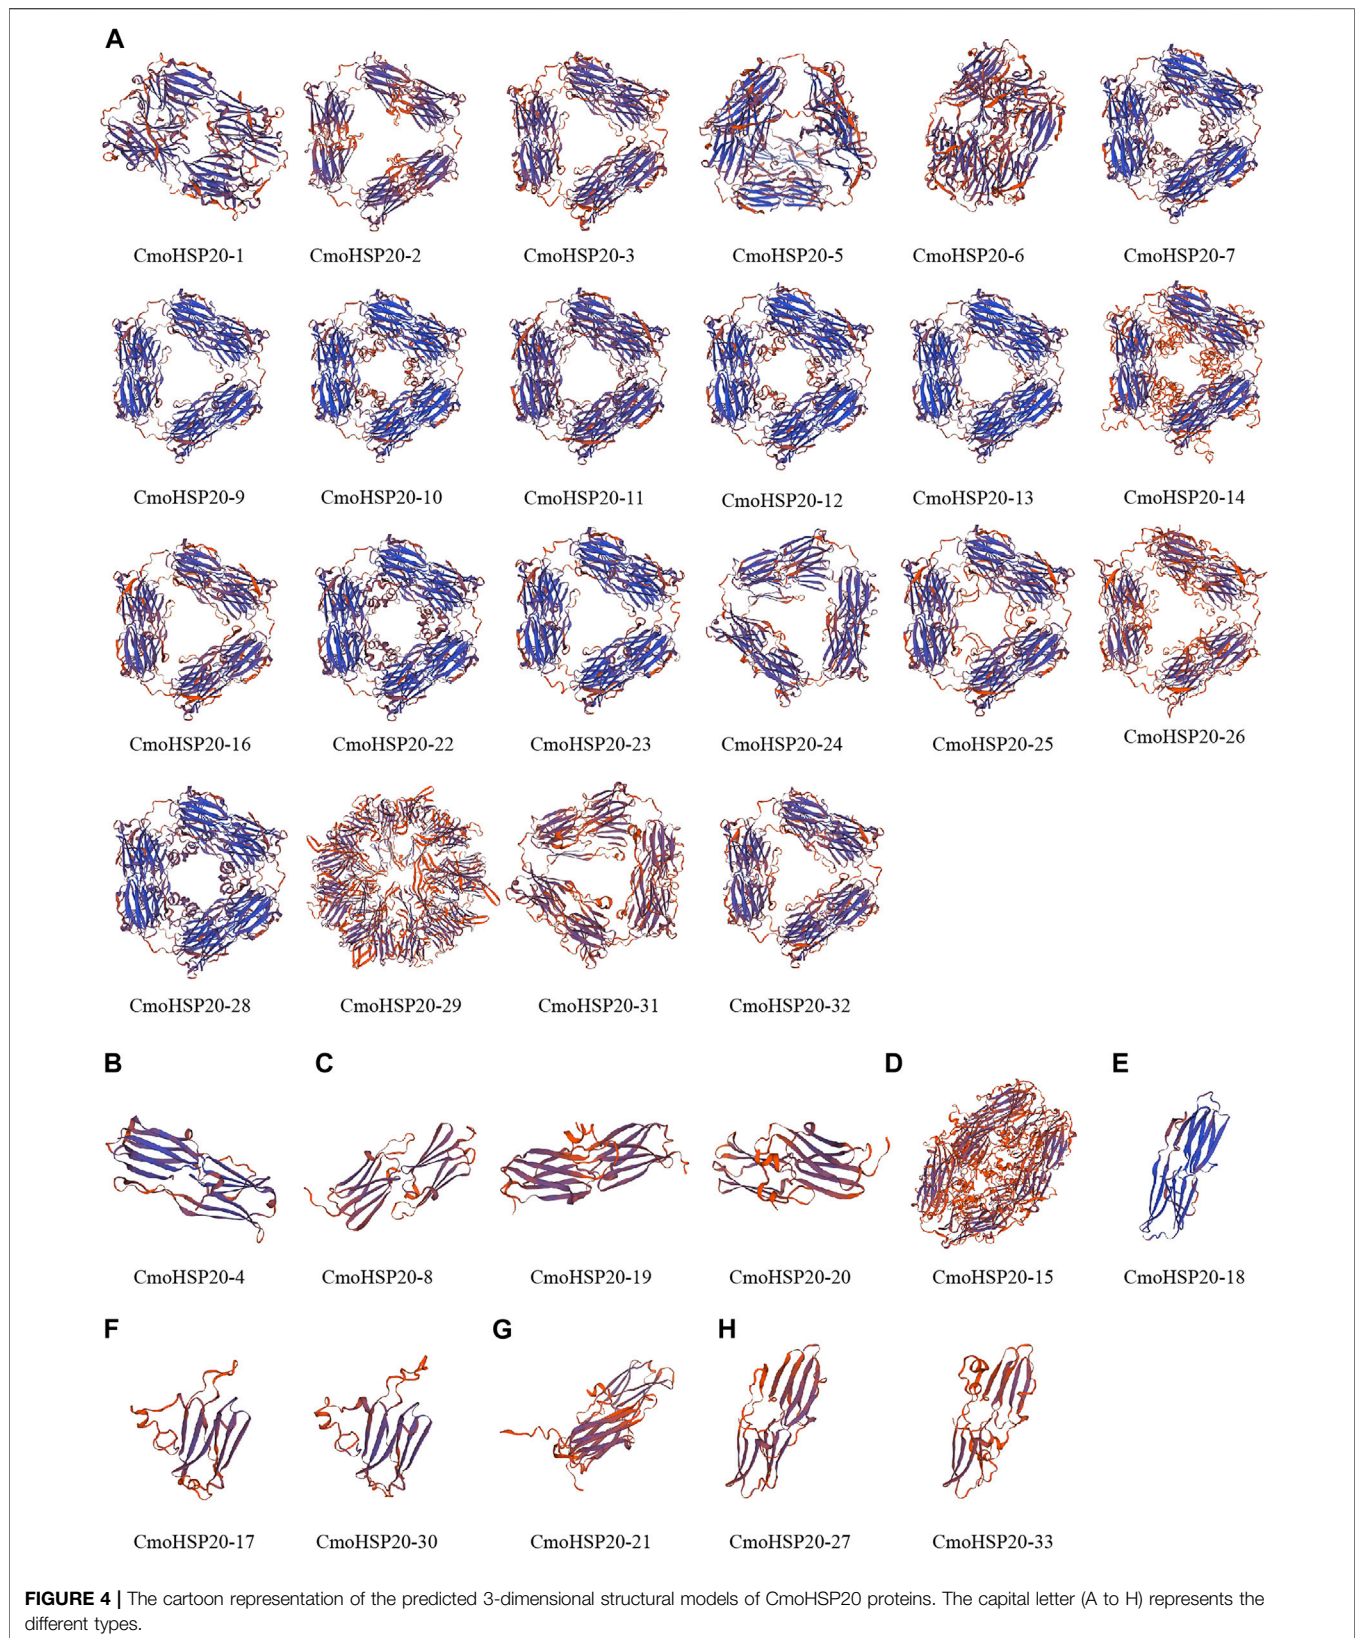 A
CmoHSP20-1 CmoHSP20-2 CmoHSP20-3 CmoHSP20-5 CmoHSP20-6 CmoHSP20-7
CmoHSP20-9 CmoHSP20-10 CmoHSP20-11 CmoHSP20-12 CmoHSP20-13 CmoHSP20-14
CmoHSP20-16 CmoHSP20-22 CmoHSP20-23 CmoHSP20-24 CmoHSP20-25 CmoHSP20-26
CmoHSP20-28 CmoHSP20-29 CmoHSP20-31 CmoHSP20-32
B C D E
CmoHSP20-4 CmoHSP20-8 CmoHSP20-19 CmoHSP20-20 CmoHSP20-15 CmoHSP20-18
F G H
CmoHSP20-17 CmoHSP20-30 CmoHSP20-21 CmoHSP20-27 CmoHSP20-33
FIGURE 4 | The cartoon representation of the predicted 3-dimensional structural models of CmoHSP20 proteins. The capital letter (A to H) represents the
different types.